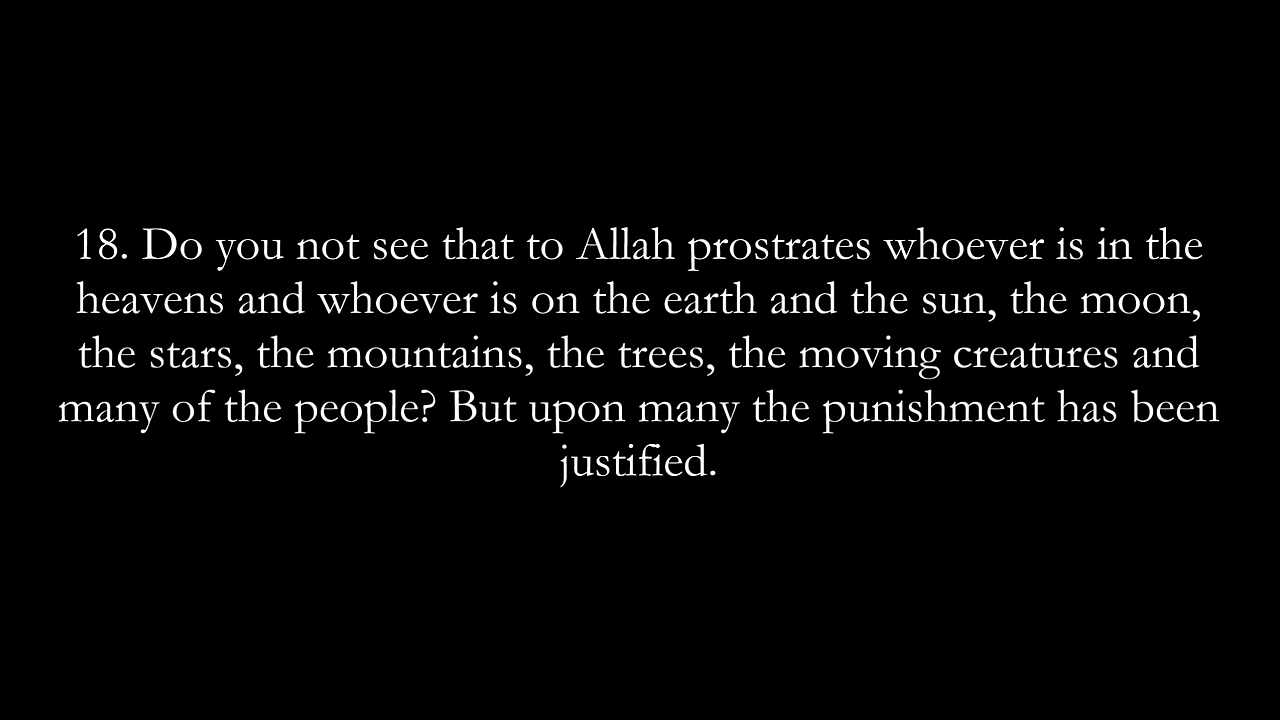 18. Do you not see that to Allah prostrates whoever is in the
heavens and whoever is on the earth and the sun, the moon,
the stars, the mountains, the trees, the moving creatures and
many of the people? But upon many the punishment has been
justified.